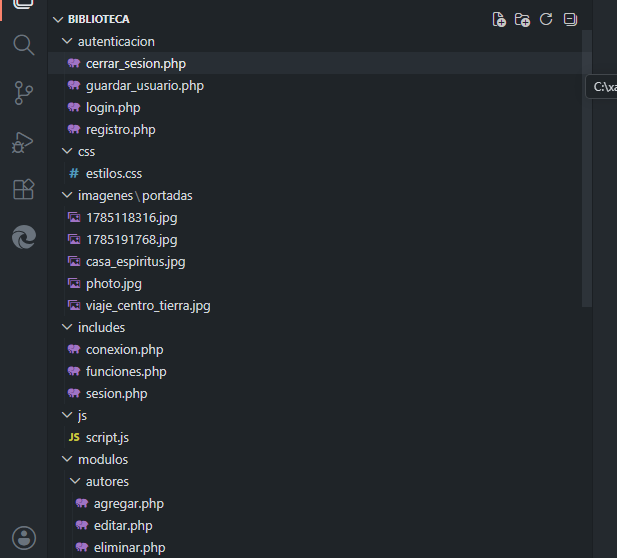 BIBLIOTECA
autenticacion
cerrar_sesion.php
guardar_usuario.php
C:\xa
login.php
registro.php
css
# estilos.css
imagenes\portadas
1785118316.jpg
1785191768.jpg
casa_espiritus.jpg
photo.jpg
viaje_centro_tierra.jpg
includes
conexion.php
funciones.php
sesion.php
js
JS script.js
modulos
autores
agregar.php
editar.php
eliminar.php